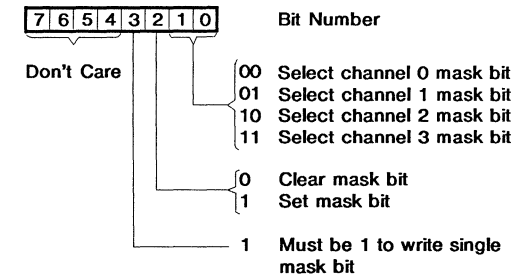 7 6 5 4 3 2 1 0 Bit Number
Don't Care
00 Select channel 0 mask bit
01 Select channel 1 mask bit
10 Select channel 2 mask bit
11 Select channel 3 mask bit
0 Clear mask bit
1 Set mask bit
1 Must be 1 to write single
mask bit